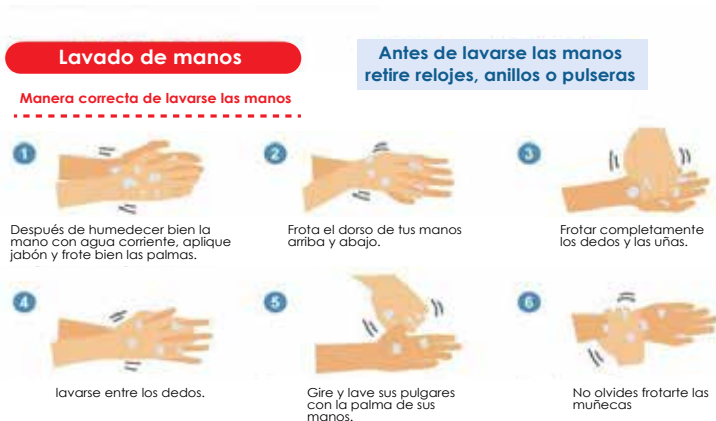 Lavado de manos
Antes de lavarse las manos
retire relojes, anillos o pulseras
Manera correcta de lavarse las manos
1
Después de humedecer bien la
mano con agua corriente, aplique
jabón y frote bien las palmas.
2
Frota el dorso de tus manos
arriba y abajo.
3
Frotar completamente
los dedos y las uñas.
4
lavarse entre los dedos.
5
Gire y lave sus pulgares
con la palma de sus
manos.
6
No olvides frotarte las
muñecas